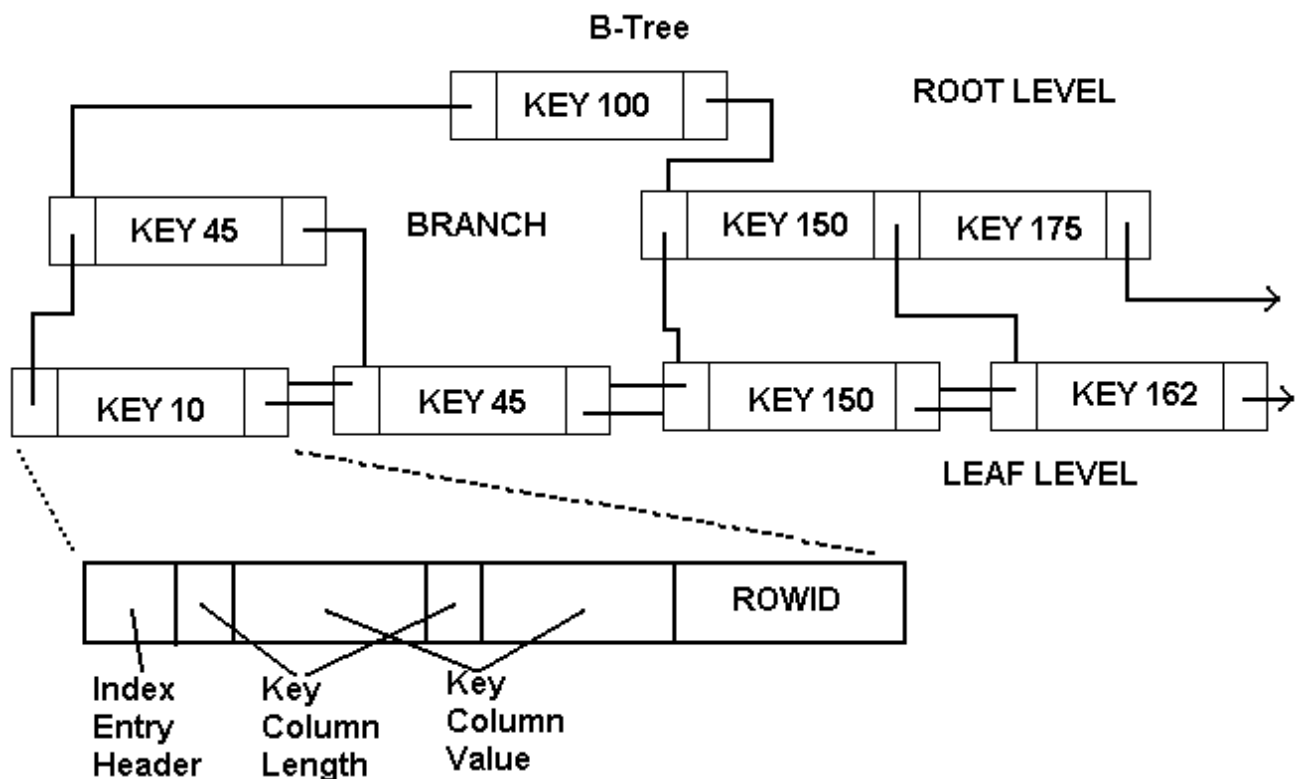 B-Tree
KEY 100
ROOT LEVEL
KEY 45
BRANCH
KEY 150
KEY 175
KEY 10
KEY 45
KEY 150
KEY 162
LEAF LEVEL
ROWID
Index
Entry
Header
Key
Column
Length
Key
Column
Value